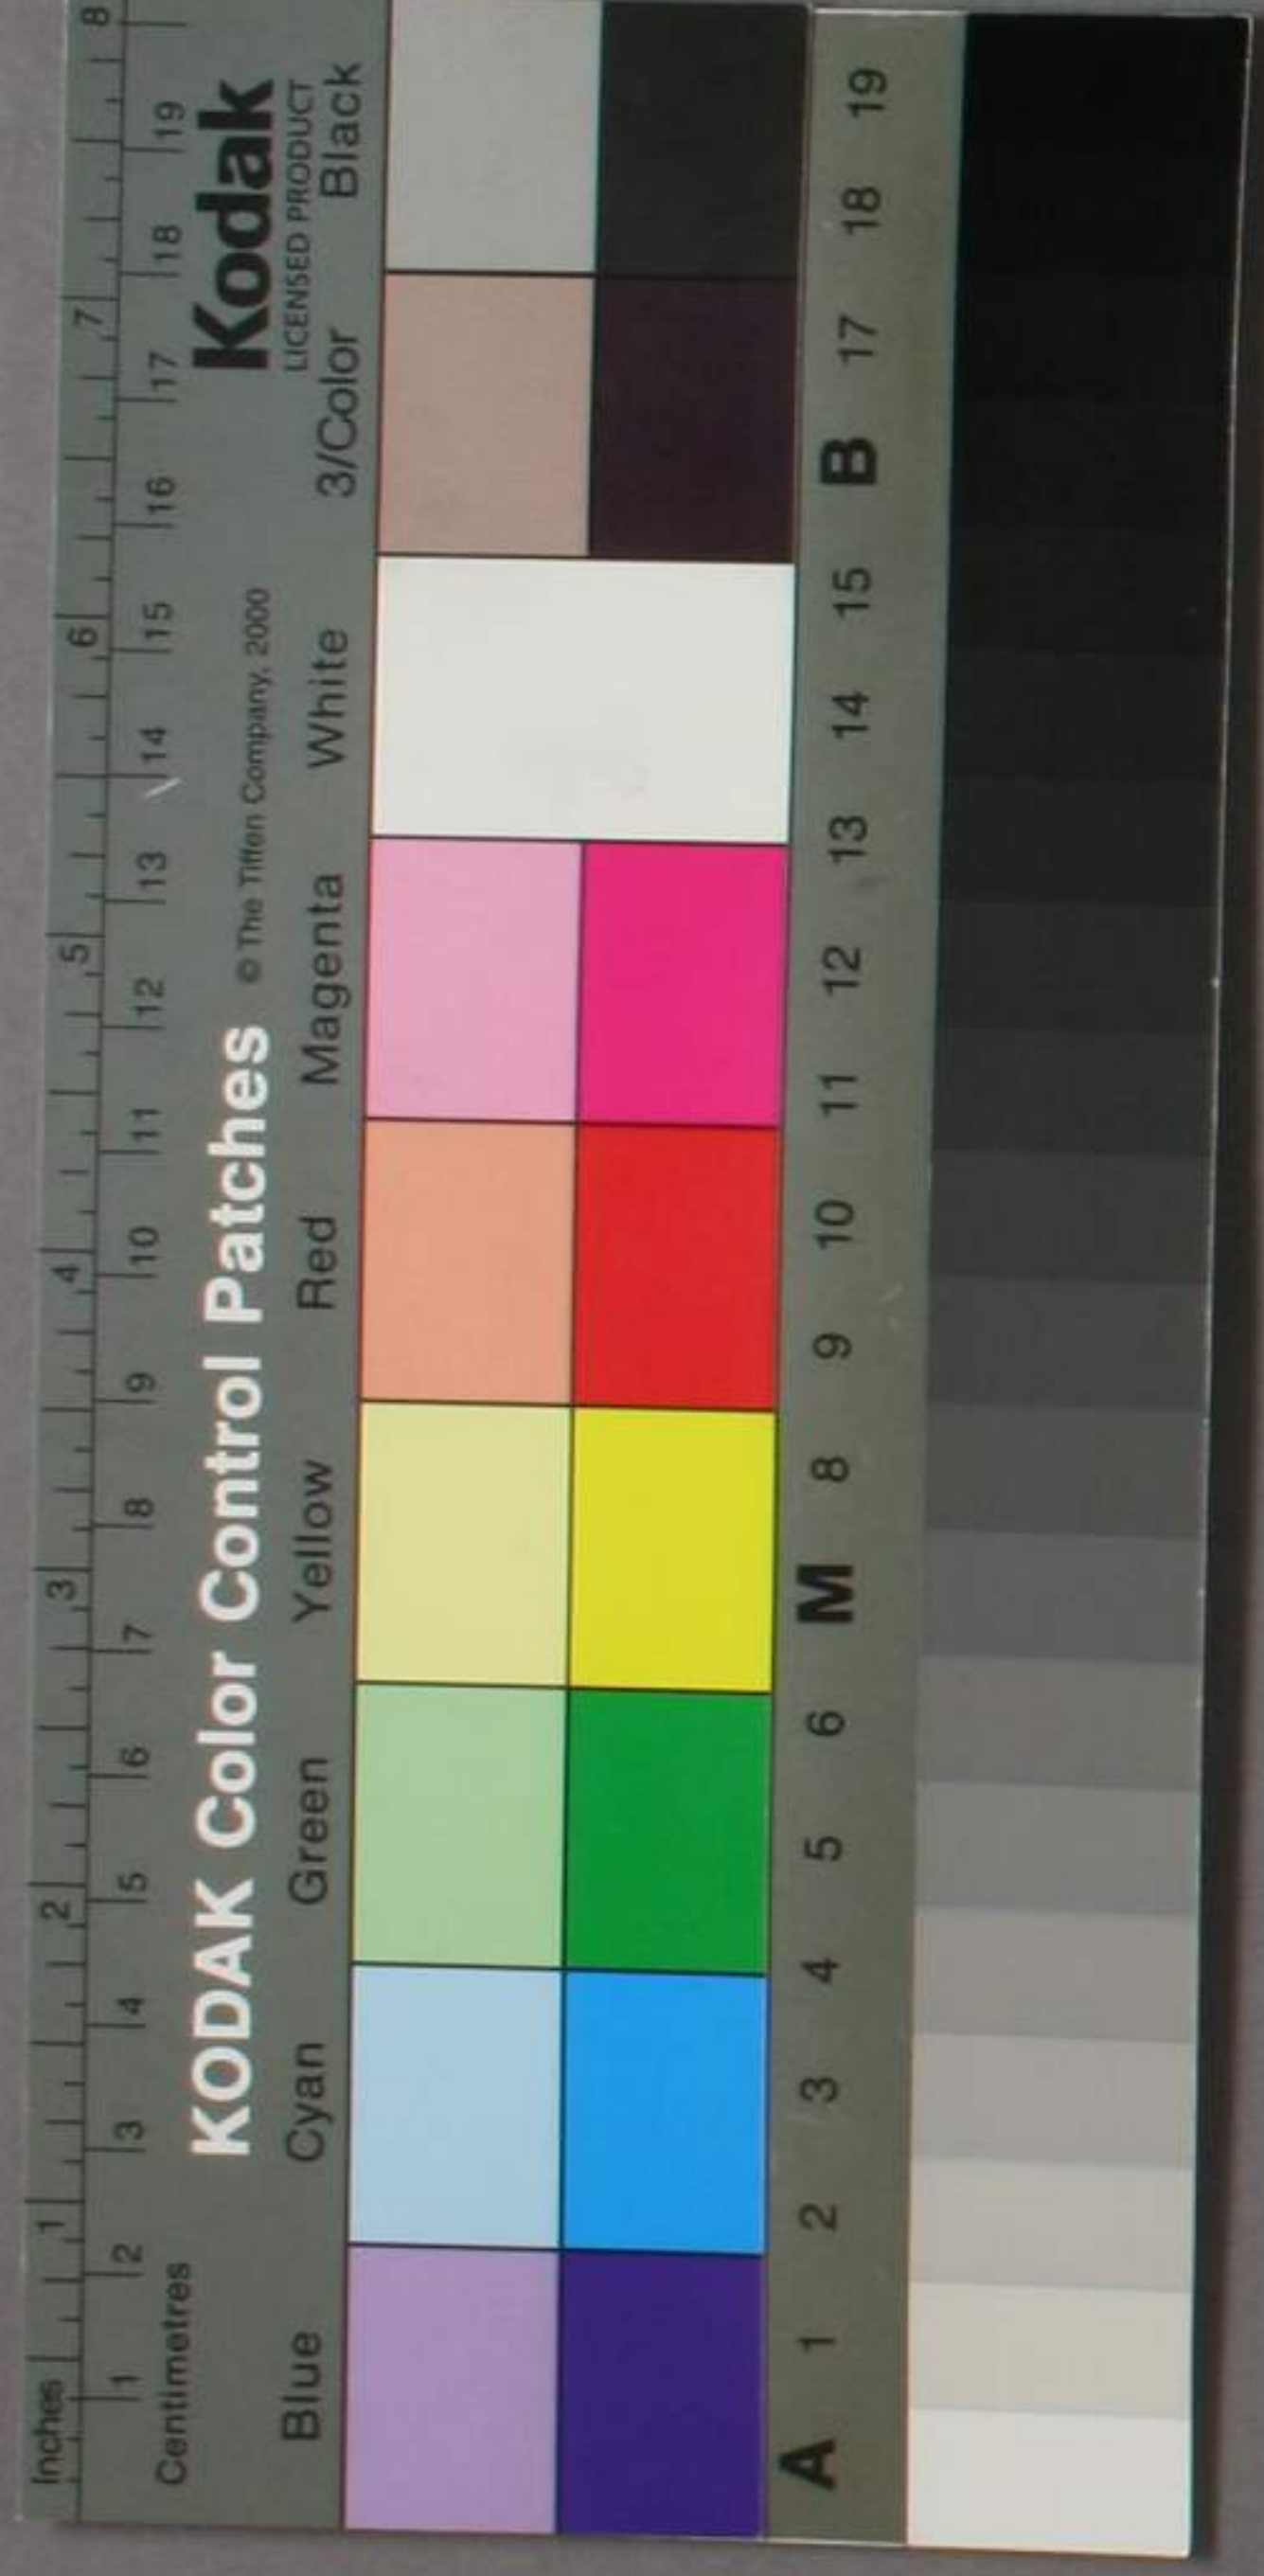 Inches 1 2 3 4 5 6 7 8
Centimetres 1 2 3 4 5 6 7 8 9 10 11 12 13 14 15 16 17 18 19
KODAK Color Control Patches © The Tiffen Company, 2000 Kodak
LICENSED PRODUCT
Blue Cyan Green Yellow Red Magenta White 3/Color Black
A 1 2 3 4 5 6 M 8 9 10 11 12 13 14 15 B 17 18 19